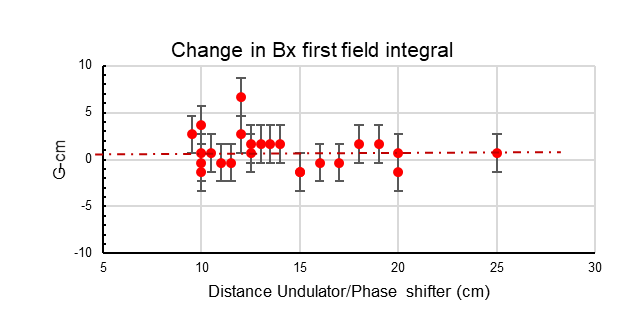 Change in Bx first field integral
10
5
0
-5
-10
G-cm
5 10 15 20 25 30
Distance Undulator/Phase shifter (cm)